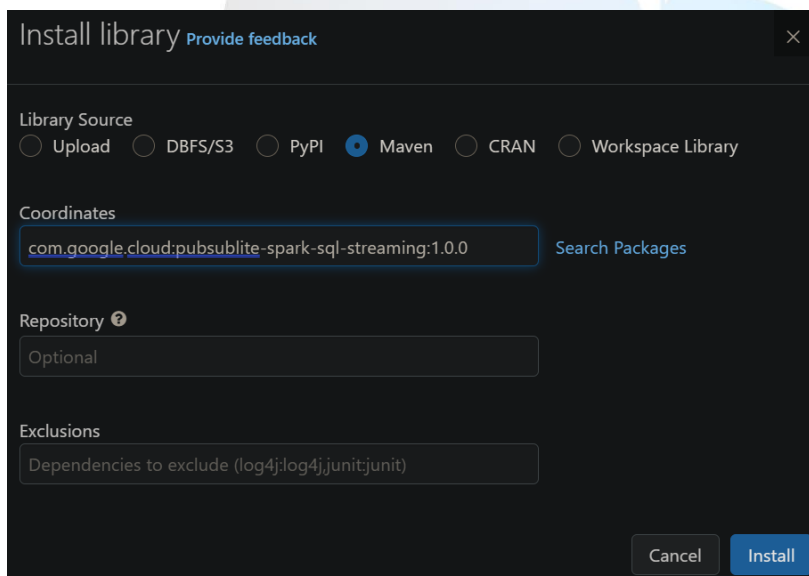 Install library Provide feedback
Library Source
Upload DBFS/S3 PyPI Maven CRAN Workspace Library
Coordinates
com.google.cloud:pubsublite-spark-sql-streaming:1.0.0 Search Packages
Repository ?
Optional
Exclusions
Dependencies to exclude (log4j:log4j,junit:junit)
Cancel Install